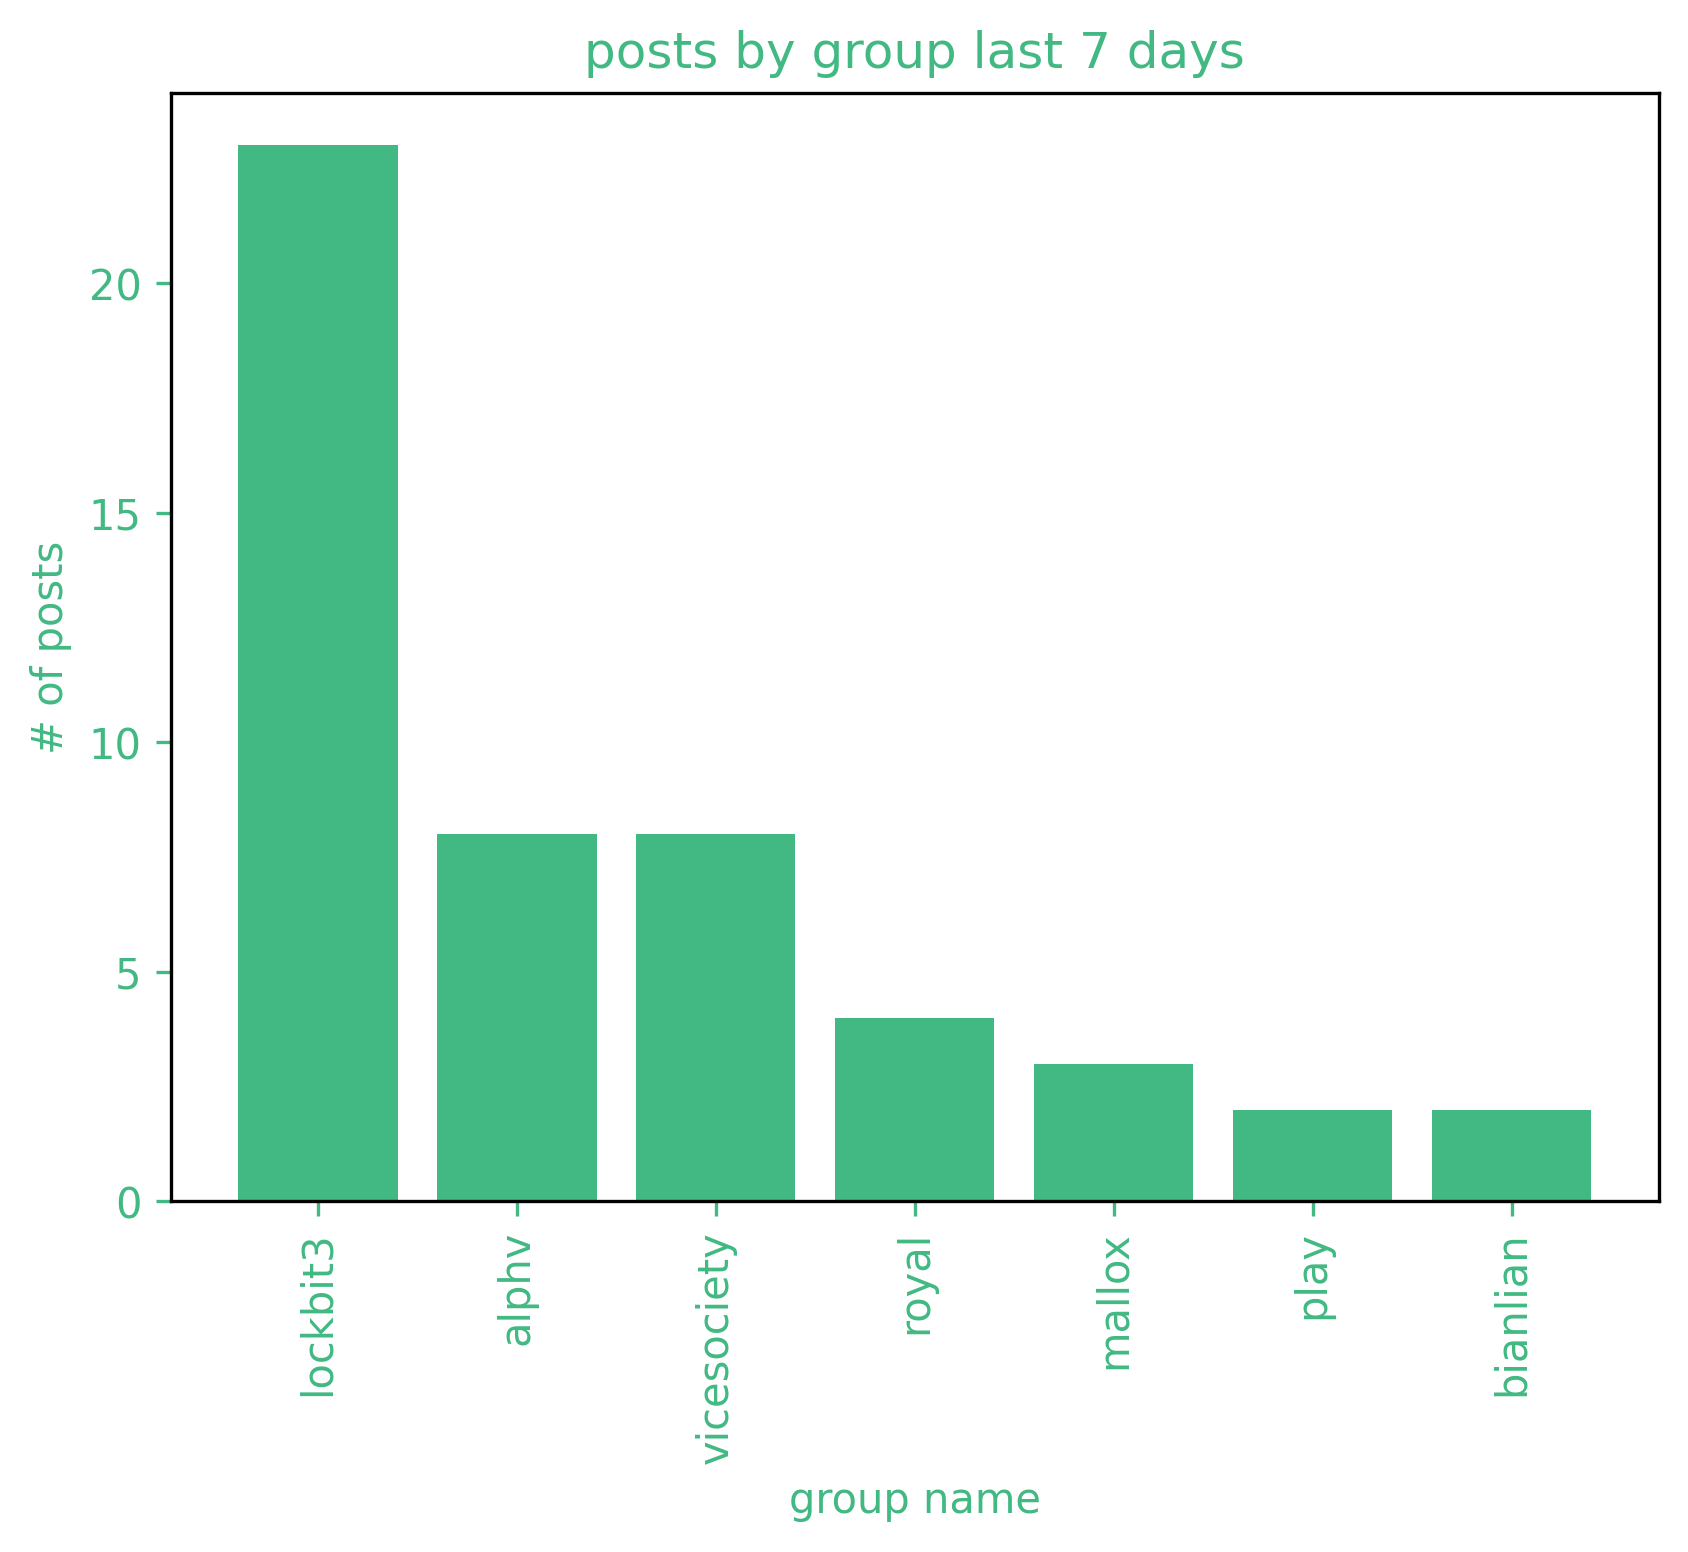 posts by group last 7 days
# of posts
20
15
10
5
0
lockbit3
alphv
vicesociety
royal
mallox
play
bianlian
group name